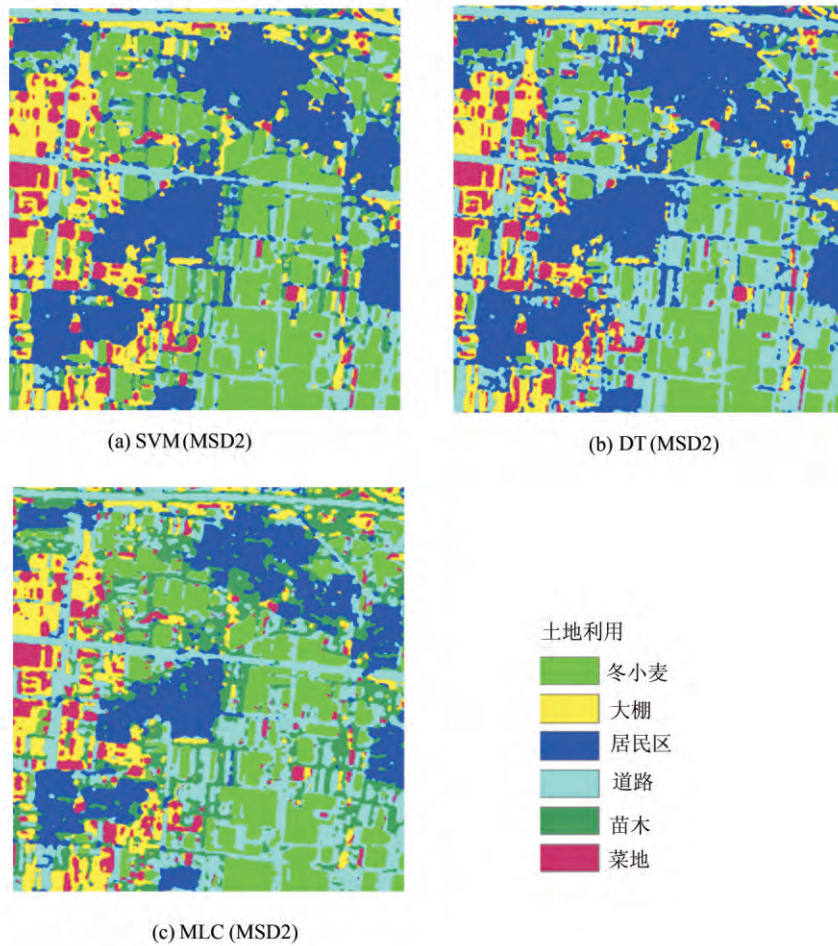 (a) SVM(MSD2)
(b) DT(MSD2)
土地利用
冬小麦
大棚
居民区
道路
苗木
菜地
(c) MLC(MSD2)